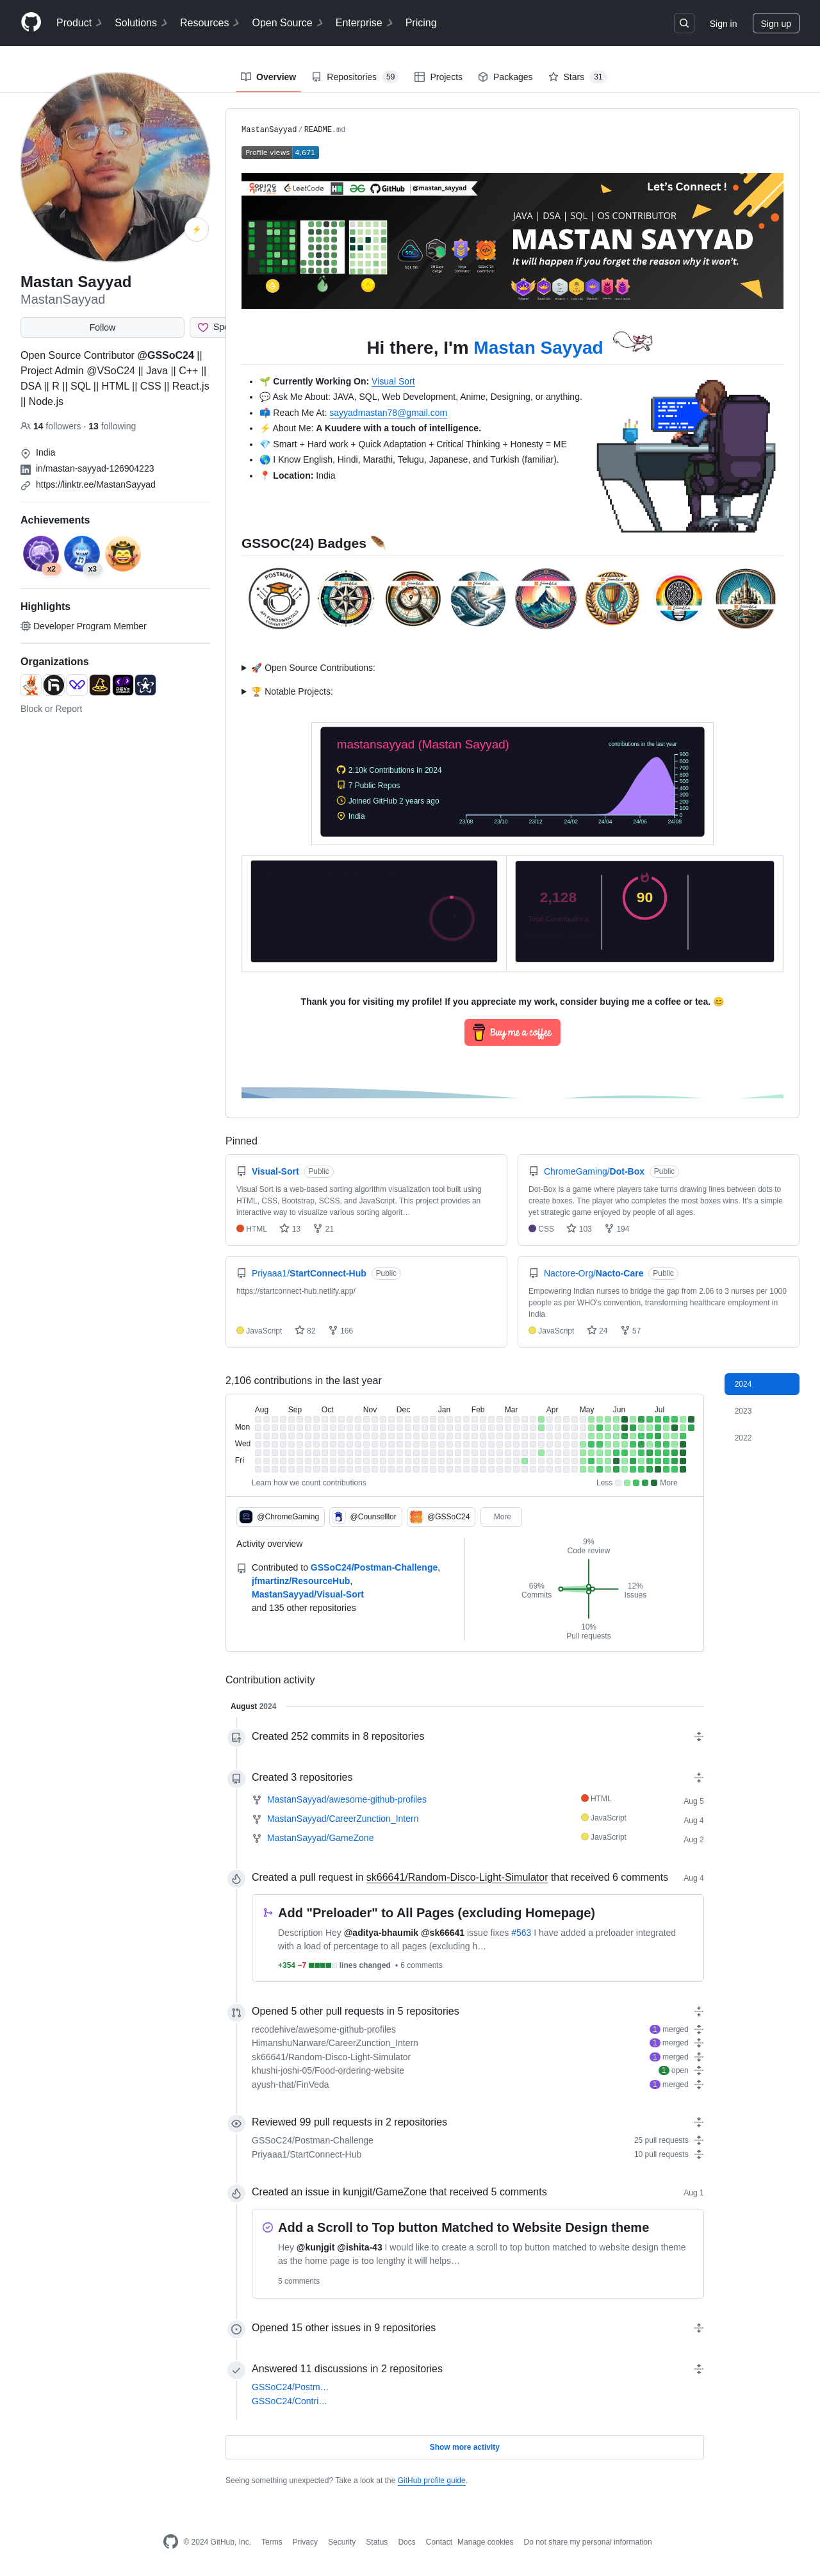 Product
Solutions
Resources
Open Source
Enterprise
Pricing
Sign in
Sign up
Overview
Repositories 59
Projects
Packages
Stars 31
Mastan Sayyad
MastanSayyad
Follow
Open Source Contributor @GSSoC24 ||
Project Admin @VSoC24 || Java || C++ ||
DSA || R || SQL || HTML || CSS || React.js
|| Node.js
14 followers · 13 following
India
in/mastan-sayyad-126904223
https://linktr.ee/MastanSayyad
Achievements
x2
x3
Highlights
Developer Program Member
Organizations
Block or Report
MastanSayyad / README.md
Profile views 4,671
CODING NINJAS
LeetCode
GitHub
@mastan_sayyad
Let's Connect !
JAVA | DSA | SQL | OS CONTRIBUTOR
MASTAN SAYYAD
It will happen if you forget the reason why it won't.
Hi there, I'm Mastan Sayyad
🌱 Currently Working On: Visual Sort
💬 Ask Me About: JAVA, SQL, Web Development, Anime, Designing, or anything.
📫 Reach Me At: sayyadmastan78@gmail.com
⚡ About Me: A Kuudere with a touch of intelligence.
💎 Smart + Hard work + Quick Adaptation + Critical Thinking + Honesty = ME
🌎 I Know English, Hindi, Marathi, Telugu, Japanese, and Turkish (familiar).
📍 Location: India
GSSOC(24) Badges 🪶
POSTMAN
🚀 Open Source Contributions:
🏆 Notable Projects:
mastansayyad (Mastan Sayyad)
contributions in the last year
2.10k Contributions in 2024
7 Public Repos
Joined GitHub 2 years ago
India
900
800
700
600
500
400
300
200
100
0
23/08 23/10 23/12 24/02 24/04 24/06 24/08
2,128
Total Contributions
90
Thank you for visiting my profile! If you appreciate my work, consider buying me a coffee or tea. 😊
Buy me a coffee
Pinned
Visual-Sort Public
Visual Sort is a web-based sorting algorithm visualization tool built using
HTML, CSS, Bootstrap, SCSS, and JavaScript. This project provides an
interactive way to visualize various sorting algorit…
HTML 13 21
ChromeGaming/Dot-Box Public
Dot-Box is a game where players take turns drawing lines between dots to
create boxes. The player who completes the most boxes wins. It's a simple
yet strategic game enjoyed by people of all ages.
CSS 103 194
Priyaaa1/StartConnect-Hub Public
https://startconnect-hub.netlify.app/
JavaScript 82 166
Nactore-Org/Nacto-Care Public
Empowering Indian nurses to bridge the gap from 2.06 to 3 nurses per 1000
people as per WHO's convention, transforming healthcare employment in
India
JavaScript 24 57
2,106 contributions in the last year
2024
2023
2022
Aug Sep Oct Nov Dec Jan Feb Mar Apr May Jun Jul
Mon
Wed
Fri
Learn how we count contributions
Less More
@ChromeGaming
@Counselllor
@GSSoC24
More
Activity overview
Contributed to GSSoC24/Postman-Challenge,
jfmartinz/ResourceHub,
MastanSayyad/Visual-Sort
and 135 other repositories
9%
Code review
69%
Commits
12%
Issues
10%
Pull requests
Contribution activity
August 2024
Created 252 commits in 8 repositories
Created 3 repositories
MastanSayyad/awesome-github-profiles HTML Aug 5
MastanSayyad/CareerZunction_Intern JavaScript Aug 4
MastanSayyad/GameZone JavaScript Aug 2
Created a pull request in sk66641/Random-Disco-Light-Simulator that received 6 comments Aug 4
Add "Preloader" to All Pages (excluding Homepage)
Description Hey @aditya-bhaumik @sk66641 issue fixes #563 I have added a preloader integrated
with a load of percentage to all pages (excluding h…
+354 −7 lines changed • 6 comments
Opened 5 other pull requests in 5 repositories
recodehive/awesome-github-profiles 1 merged
HimanshuNarware/CareerZunction_Intern 1 merged
sk66641/Random-Disco-Light-Simulator 1 merged
khushi-joshi-05/Food-ordering-website 1 open
ayush-that/FinVeda 1 merged
Reviewed 99 pull requests in 2 repositories
GSSoC24/Postman-Challenge 25 pull requests
Priyaaa1/StartConnect-Hub 10 pull requests
Created an issue in kunjgit/GameZone that received 5 comments Aug 1
Add a Scroll to Top button Matched to Website Design theme
Hey @kunjgit @ishita-43 I would like to create a scroll to top button matched to website design theme
as the home page is too lengthy it will helps…
5 comments
Opened 15 other issues in 9 repositories
Answered 11 discussions in 2 repositories
GSSoC24/Postm…
GSSoC24/Contri…
Show more activity
Seeing something unexpected? Take a look at the GitHub profile guide.
© 2024 GitHub, Inc. Terms Privacy Security Status Docs Contact Manage cookies Do not share my personal information